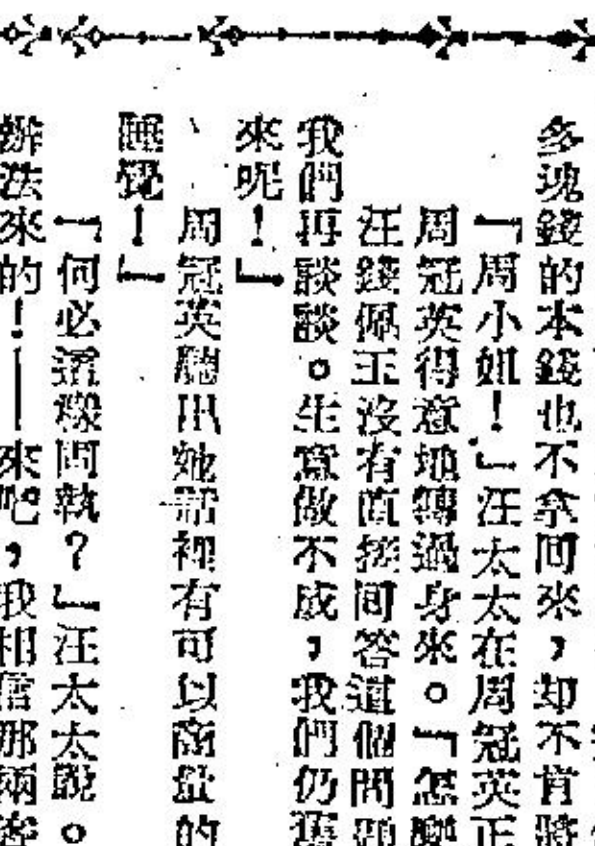 多塊錢的本錢也不拿回來，却不肯將
『周小姐！』汪太太在周冠英正
周冠英得意地轉過身來。『怎麼
汪錢佩玉沒有直接回答道個問題
我們再談談。生意做不成，我們仍舊
來呢！』
周冠英聽出她話裡有可以商量的
睡覺！』
『何必這樣固執？』汪太太說。
辦法來的！——來吧，我相信那兩客